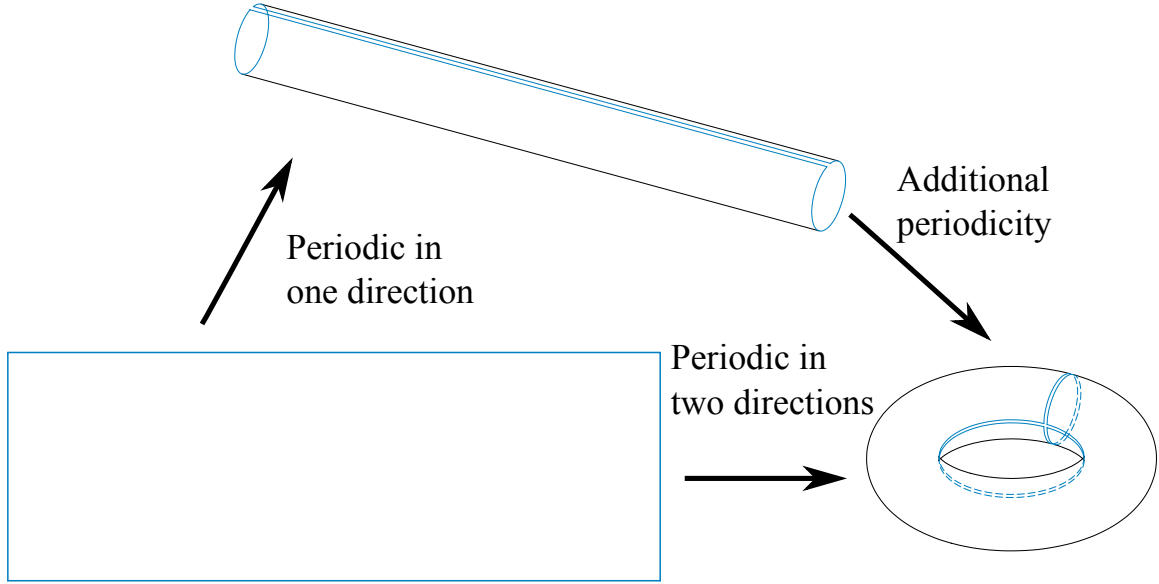 Additional
periodicity
Periodic in
one direction
Periodic in
two directions